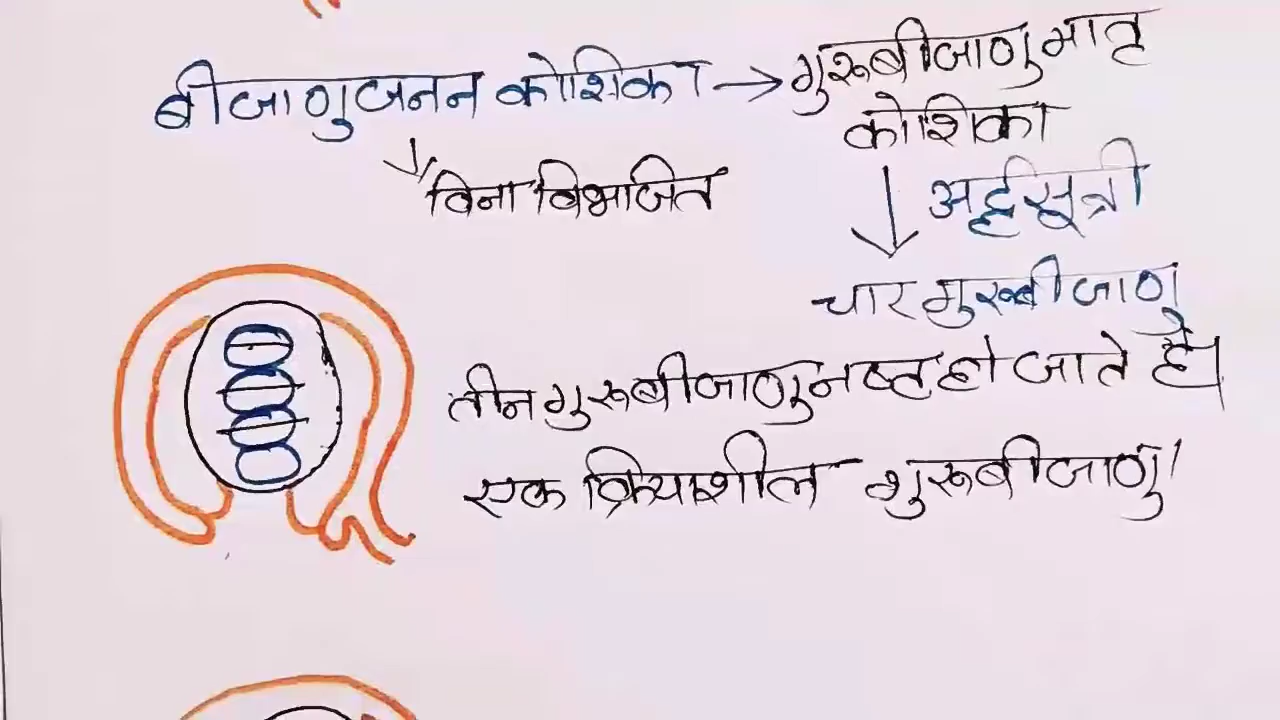 बीजाणुजनन कोशिका → गुरूबीजाणु मातृ
कोशिका
↓ बिना विभाजित
↓ अर्द्धसूत्री
चार गुरूबीजाणु
तीन गुरूबीजाणु नष्ट हो जाते है।
एक क्रियाशील गुरूबीजाणु।